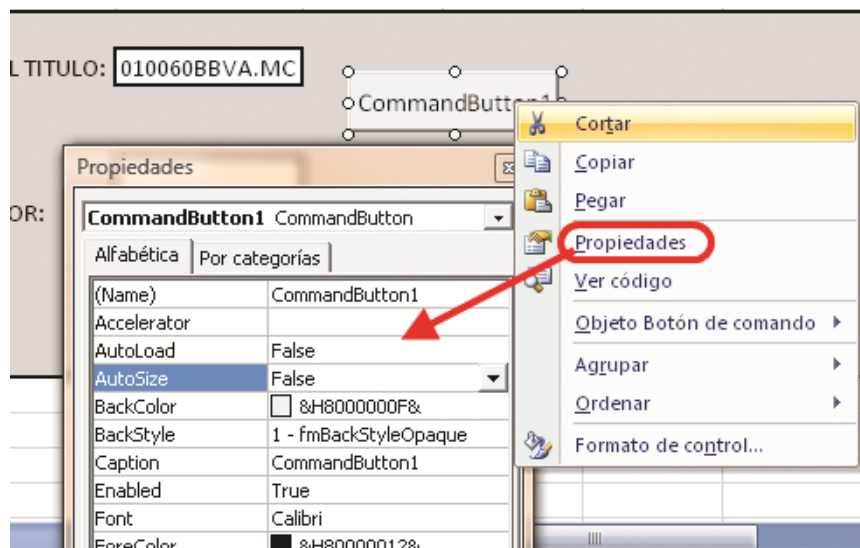 L TITULO: 010060BBVA.MC
CommandButton1
Cortar
Copiar
Pegar
Propiedades
Ver código
Objeto Botón de comando
Agrupar
Ordenar
Formato de control...
OR:
Propiedades
CommandButton1 CommandButton
Alfabética Por categorías
(Name) CommandButton1
Accelerator
AutoLoad False
AutoSize False
BackColor &H8000000F&
BackStyle 1 - fmBackStyleOpaque
Caption CommandButton1
Enabled True
Font Calibri
ForeColor &H80000012&